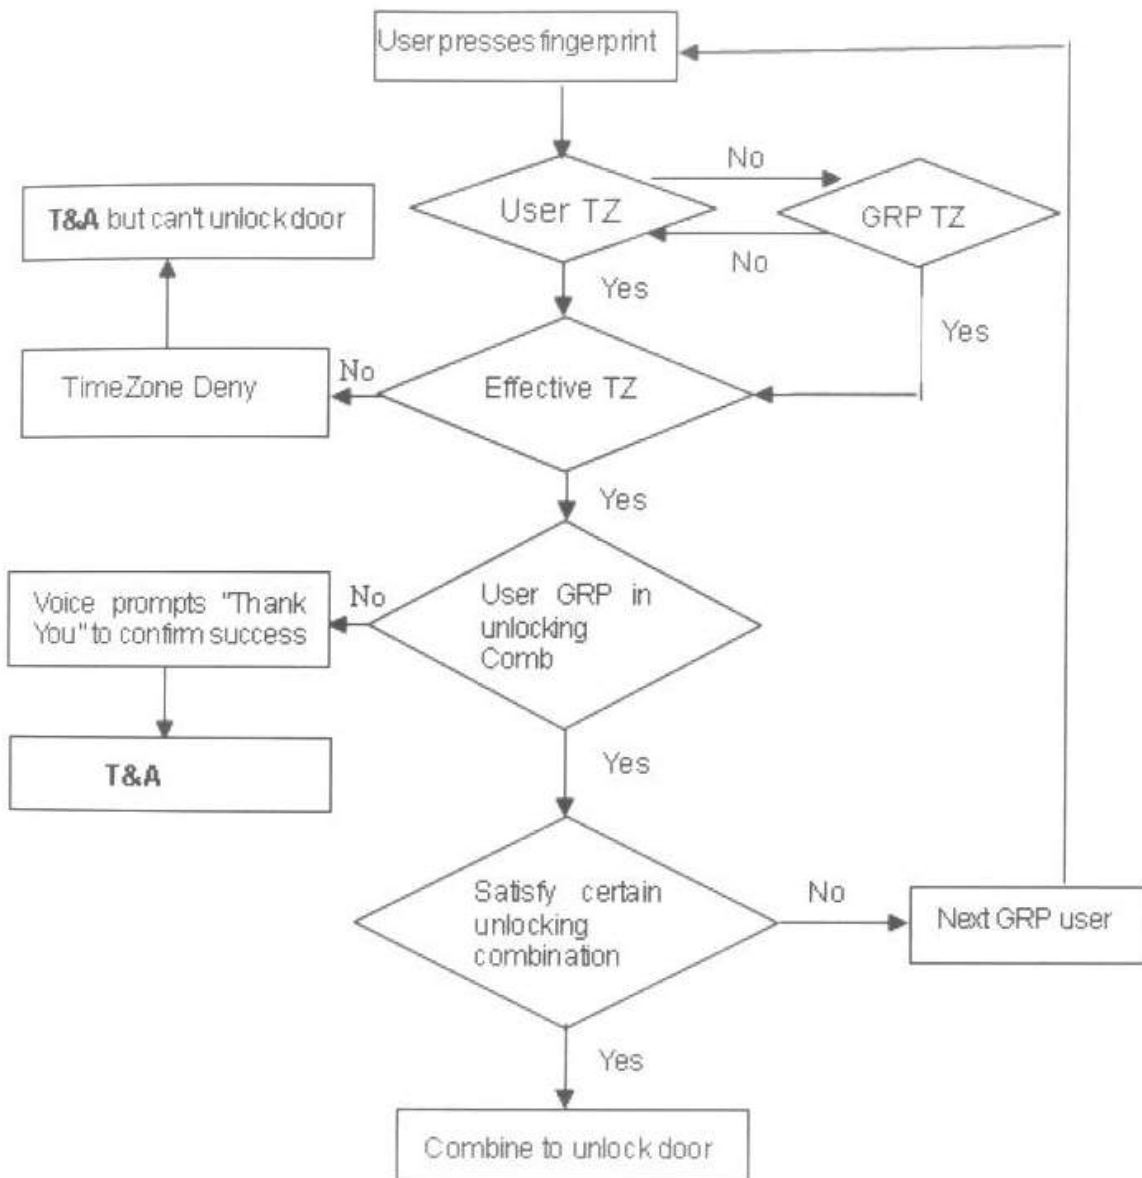 User presses fingerprint
No
T&A but can't unlock door
User TZ
GRP TZ
No
Yes
Yes
TimeZone Deny
No
Effective TZ
Yes
Voice prompts "Thank
You" to confirm success
No
User GRP in
unlocking
Comb
T&A
Yes
Satisfy certain
unlocking
combination
No
Next GRP user
Yes
Combine to unlock door